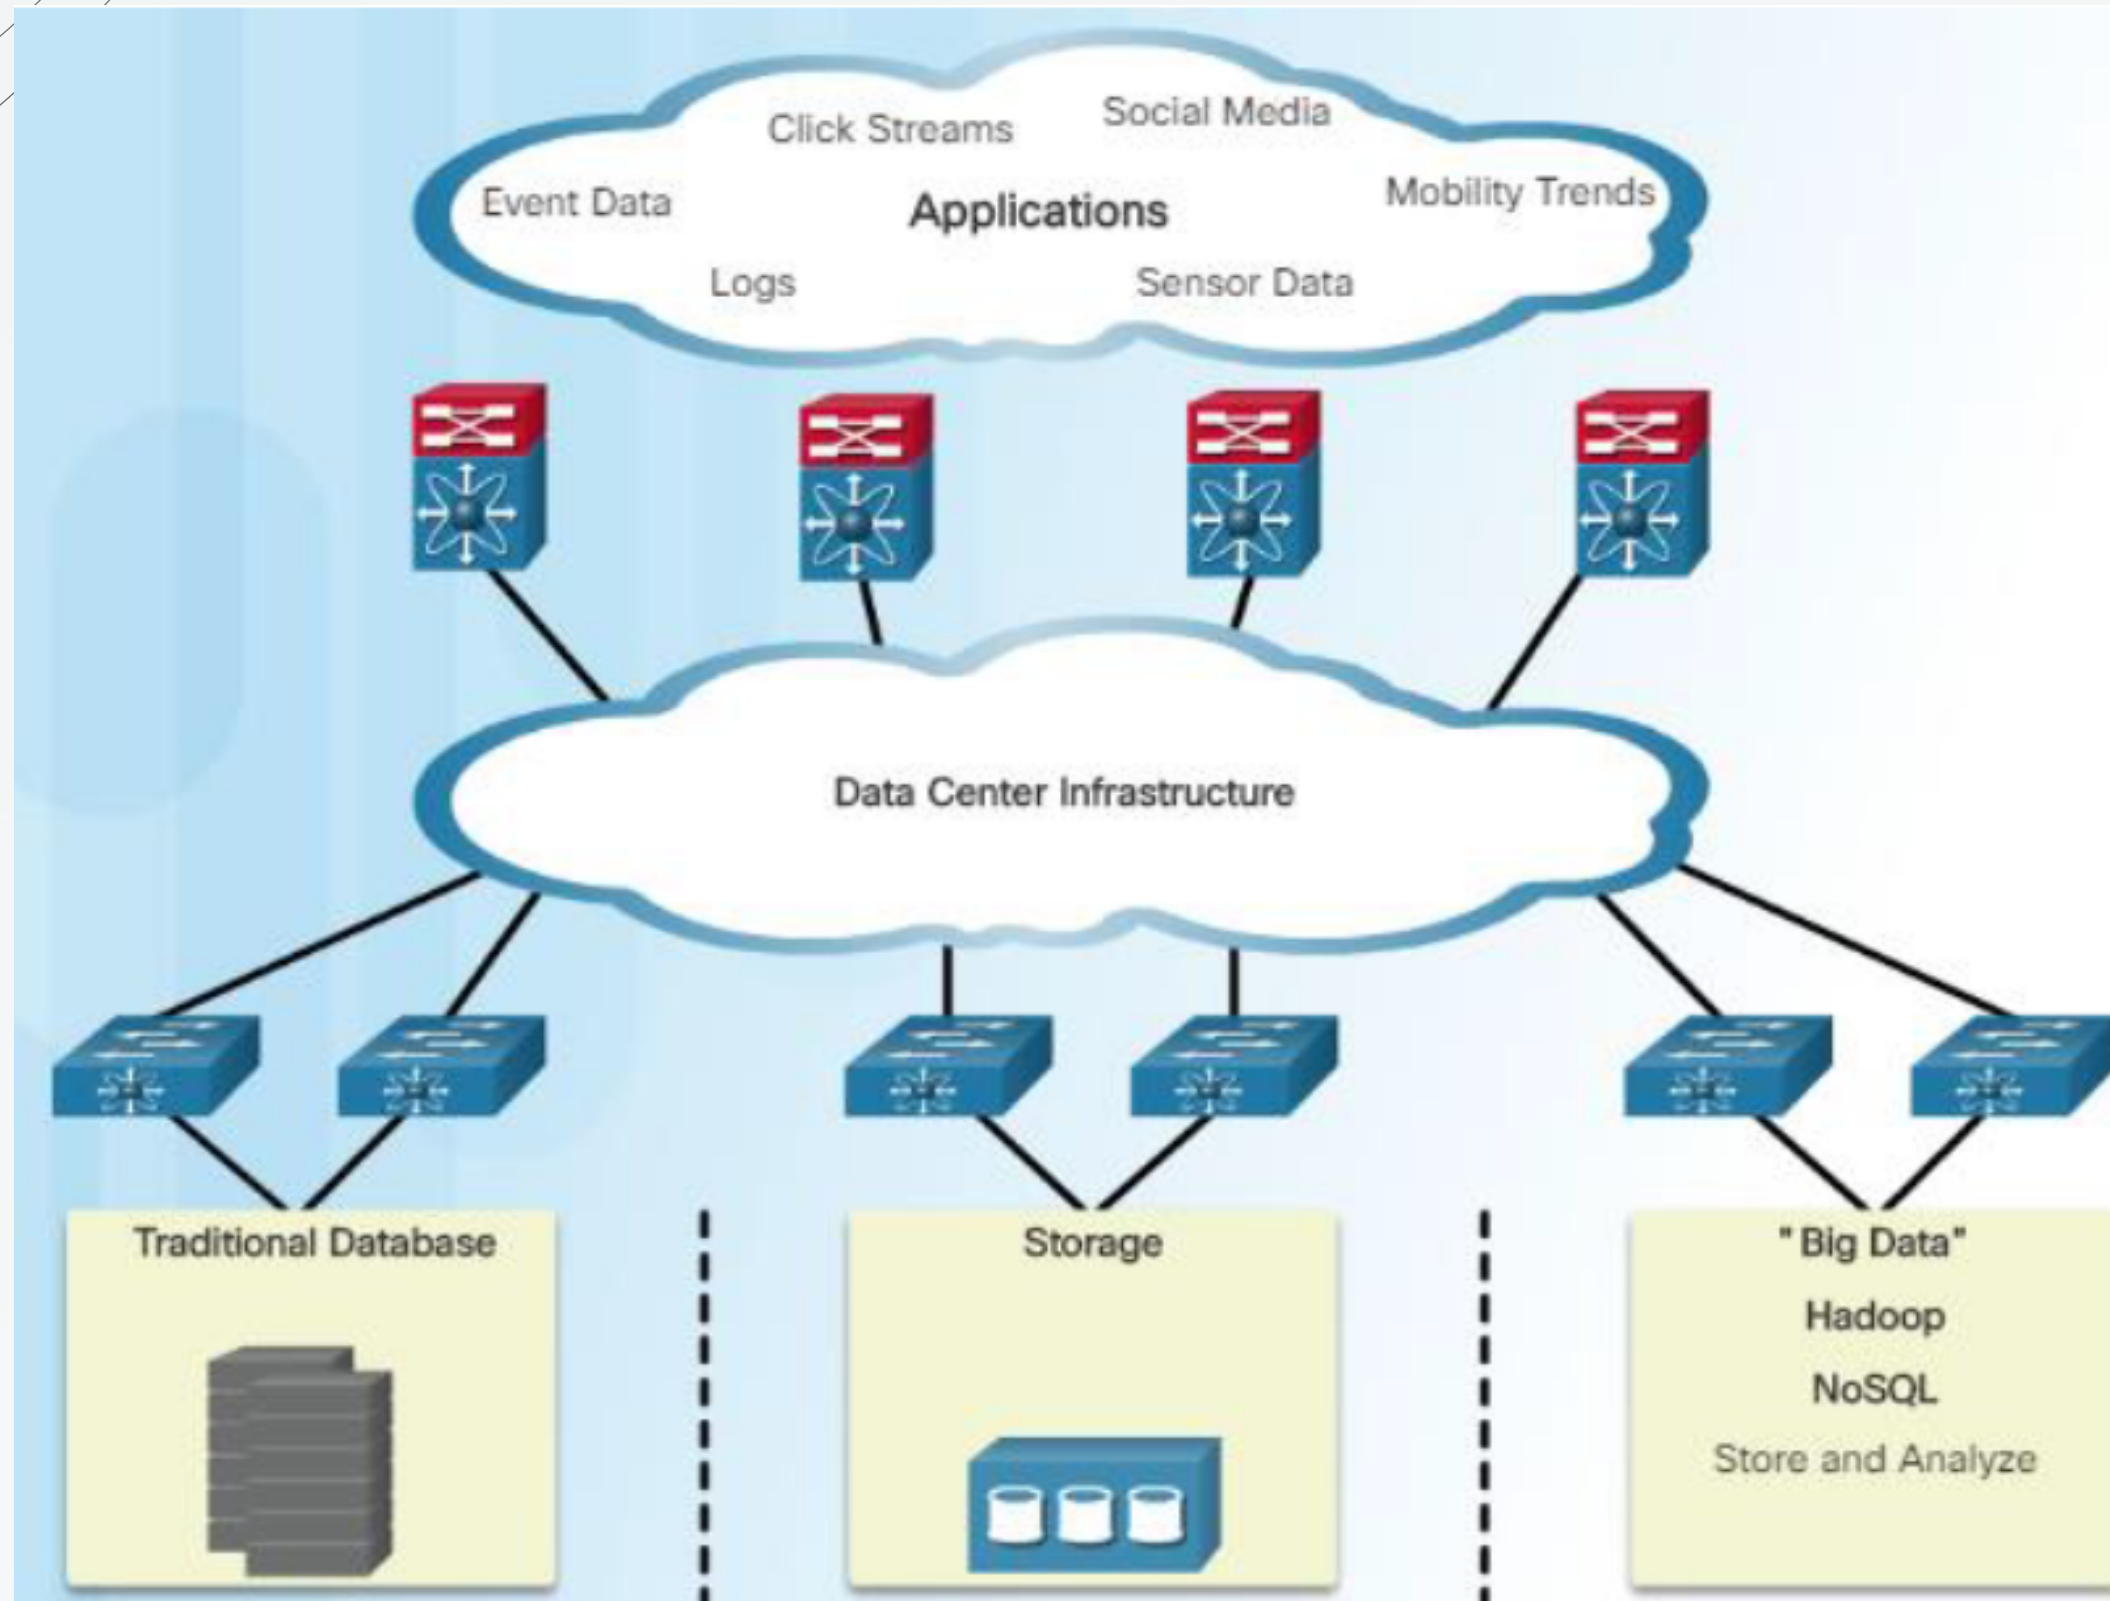 Click Streams
Social Media
Event Data
Applications
Mobility Trends
Logs
Sensor Data
Data Center Infrastructure
Traditional Database
Storage
"Big Data"
Hadoop
NoSQL
Store and Analyze